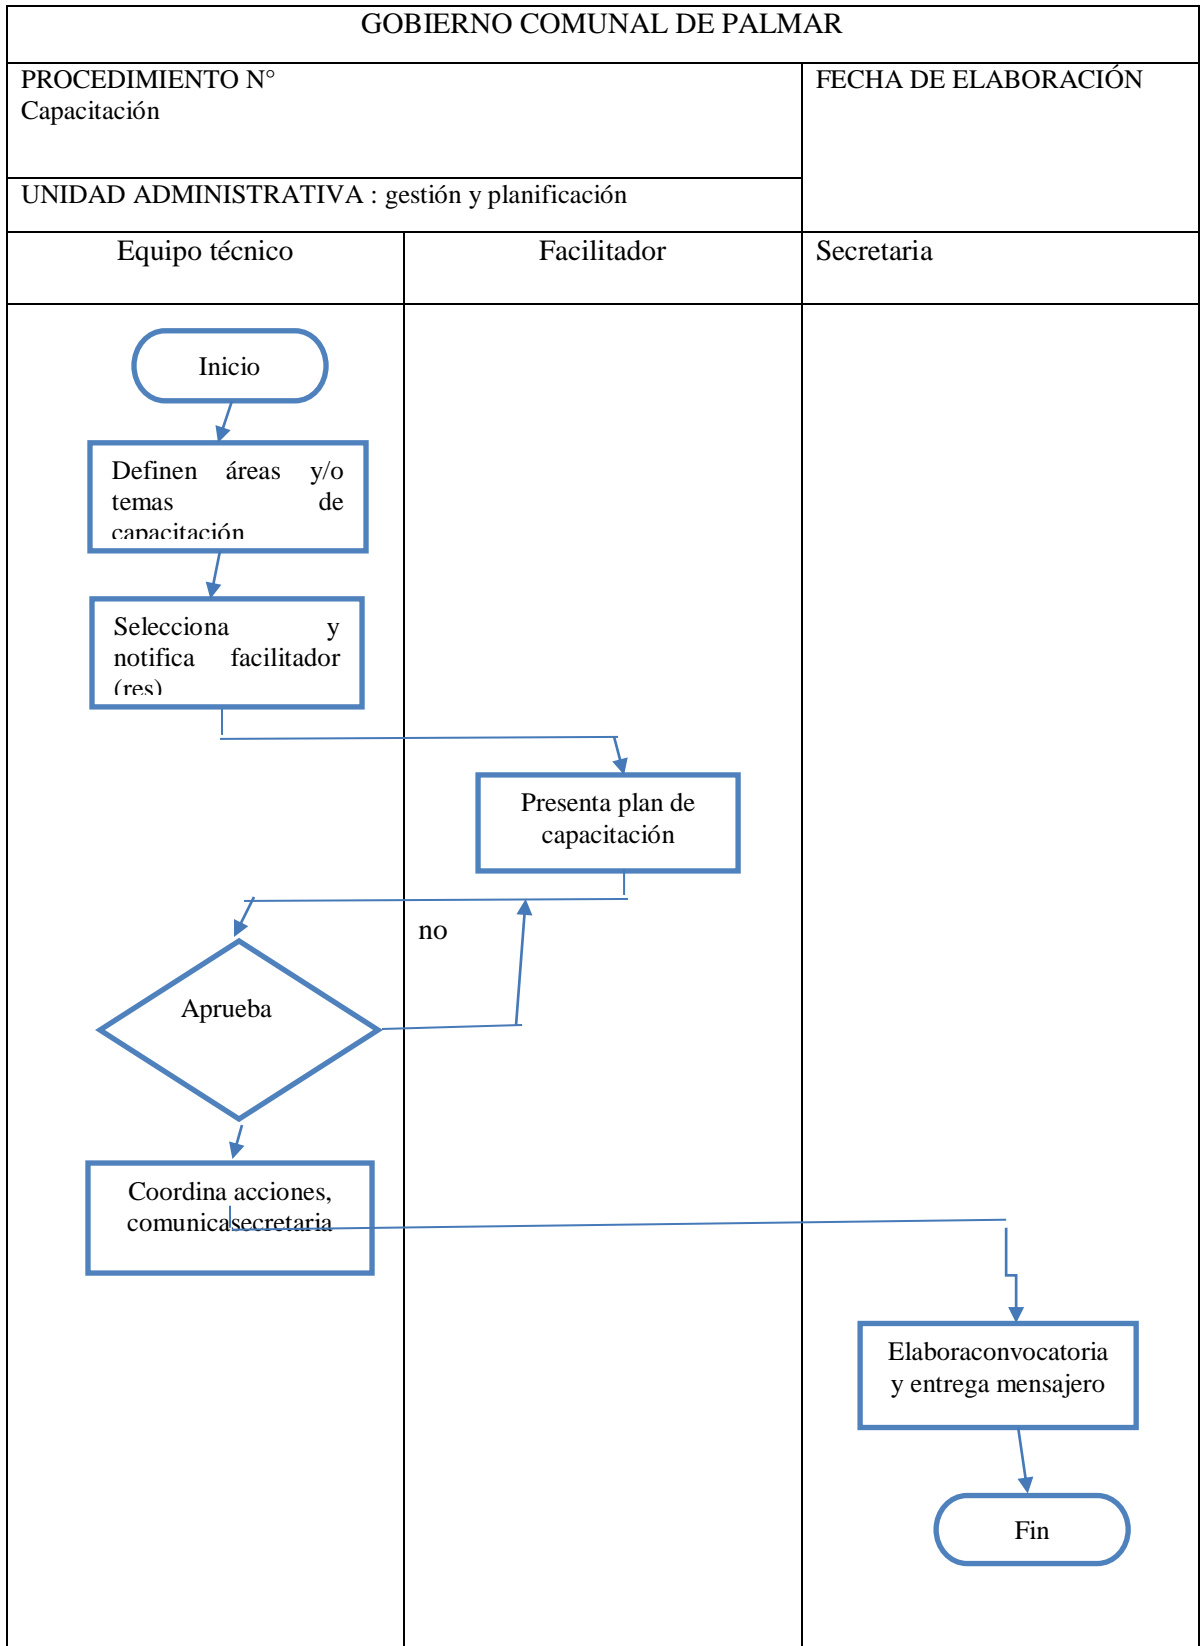 GOBIERNO COMUNAL DE PALMAR
PROCEDIMIENTO N°
Capacitación
FECHA DE ELABORACIÓN
UNIDAD ADMINISTRATIVA : gestión y planificación
Equipo técnico
Facilitador
Secretaria
Inicio
Definen áreas y/o
temas de
capacitación
Selecciona y
notifica facilitador
(res)
Presenta plan de
capacitación
no
Aprueba
Coordina acciones,
comunicasecretaria
Elaboraconvocatoria
y entrega mensajero
Fin